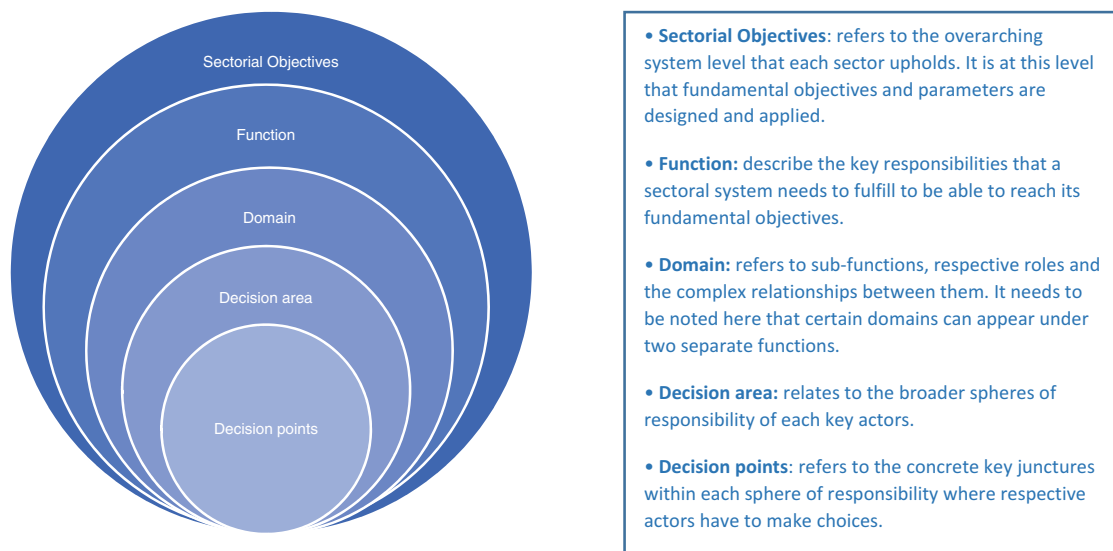 Sectorial Objectives
Function
Domain
Decision area
Decision points
• Sectorial Objectives: refers to the overarching
system level that each sector upholds. It is at this level
that fundamental objectives and parameters are
designed and applied.
• Function: describe the key responsibilities that a
sectoral system needs to fulfill to be able to reach its
fundamental objectives.
• Domain: refers to sub-functions, respective roles and
the complex relationships between them. It needs to
be noted here that certain domains can appear under
two separate functions.
• Decision area: relates to the broader spheres of
responsibility of each key actors.
• Decision points: refers to the concrete key junctures
within each sphere of responsibility where respective
actors have to make choices.